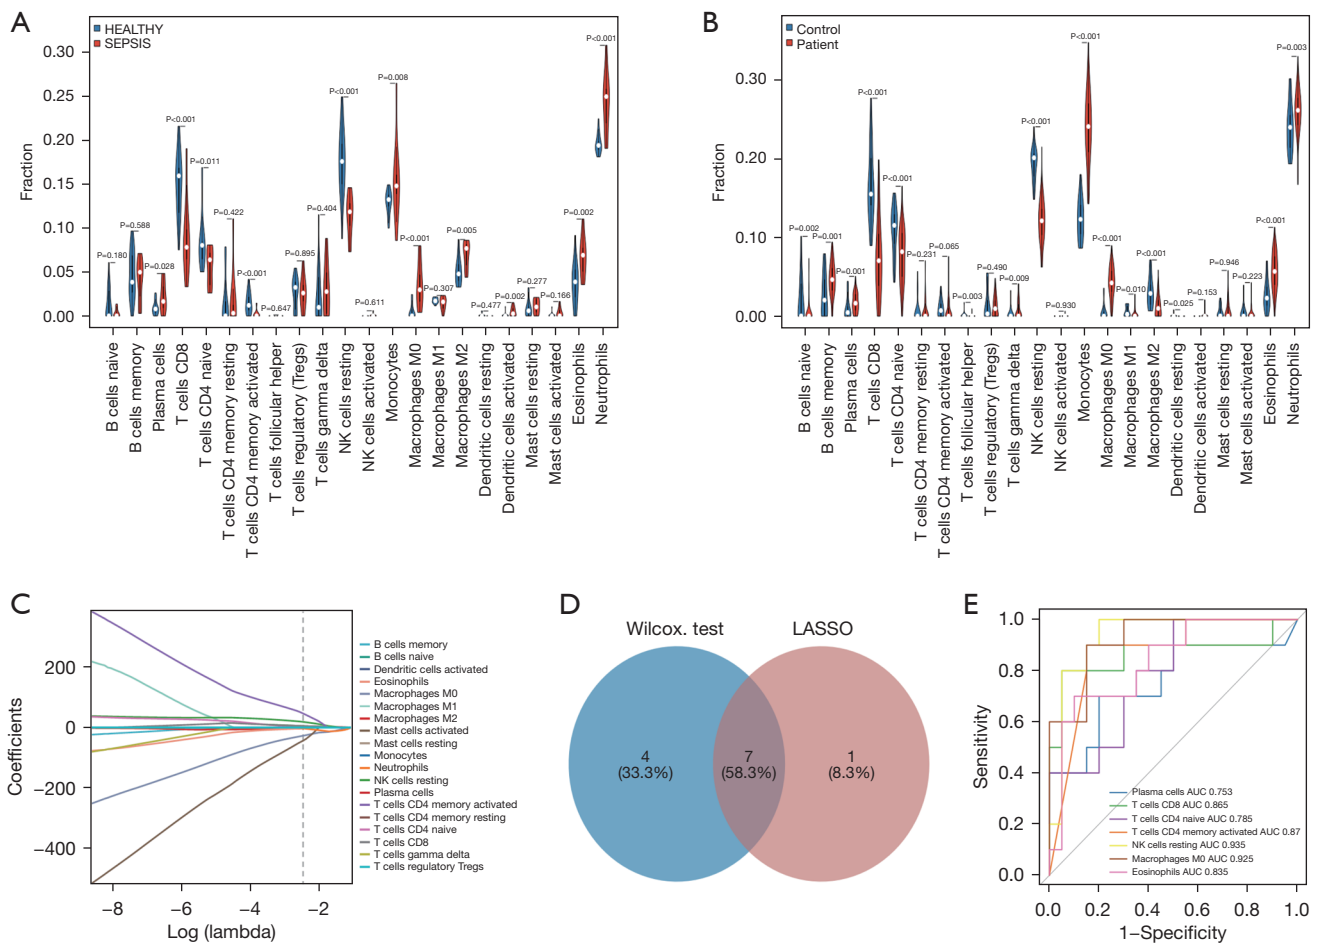 A
HEALTHY
SEPSIS
Fraction
0.30
0.25
0.20
0.15
0.10
0.05
0.00
P=0.180
P=0.588
P=0.028
P<0.001
P=0.011
P=0.422
P<0.001
P=0.647
P=0.895
P=0.404
P<0.001
P=0.611
P=0.008
P<0.001
P=0.307
P=0.005
P=0.477
P=0.002
P=0.277
P=0.166
P=0.002
P<0.001
B cells naive
B cells memory
Plasma cells
T cells CD8
T cells CD4 naive
T cells CD4 memory resting
T cells CD4 memory activated
T cells follicular helper
T cells regulatory (Tregs)
T cells gamma delta
NK cells resting
NK cells activated
Monocytes
Macrophages M0
Macrophages M1
Macrophages M2
Dendritic cells resting
Dendritic cells activated
Mast cells resting
Mast cells activated
Eosinophils
Neutrophils
B
Control
Patient
Fraction
0.30
0.20
0.10
0.00
P=0.002
P<0.001
P=0.001
P<0.001
P<0.001
P=0.231
P=0.065
P=0.003
P=0.490
P=0.009
P<0.001
P=0.930
P<0.001
P<0.001
P=0.010
P<0.001
P=0.025
P=0.153
P=0.946
P=0.223
P<0.001
P=0.003
B cells naive
B cells memory
Plasma cells
T cells CD8
T cells CD4 naive
T cells CD4 memory resting
T cells CD4 memory activated
T cells follicular helper
T cells regulatory (Tregs)
T cells gamma delta
NK cells resting
NK cells activated
Monocytes
Macrophages M0
Macrophages M1
Macrophages M2
Dendritic cells resting
Dendritic cells activated
Mast cells resting
Mast cells activated
Eosinophils
Neutrophils
C
Coefficients
200
0
−200
−400
−8
−6
−4
−2
Log (lambda)
B cells memory
B cells naive
Dendritic cells activated
Eosinophils
Macrophages M0
Macrophages M1
Macrophages M2
Mast cells activated
Mast cells resting
Monocytes
Neutrophils
NK cells resting
Plasma cells
T cells CD4 memory activated
T cells CD4 memory resting
T cells CD4 naive
T cells CD8
T cells gamma delta
T cells regulatory Tregs
D
Wilcox. test
LASSO
4
(33.3%)
7
(58.3%)
1
(8.3%)
E
Sensitivity
1.0
0.8
0.6
0.4
0.2
0.0
Plasma cells AUC 0.753
T cells CD8 AUC 0.865
T cells CD4 naive AUC 0.785
T cells CD4 memory activated AUC 0.87
NK cells resting AUC 0.935
Macrophages M0 AUC 0.925
Eosinophils AUC 0.835
0.0
0.2
0.4
0.6
0.8
1.0
1−Specificity